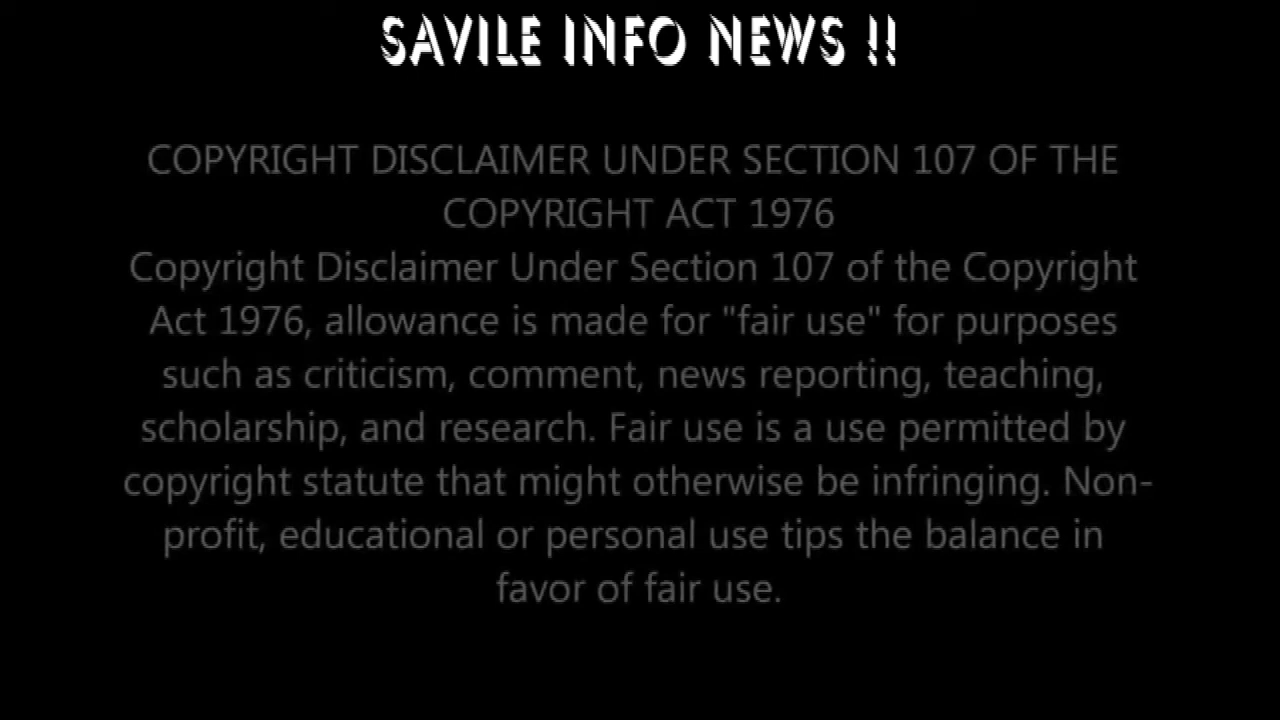 SAVILE INFO NEWS !!
COPYRIGHT DISCLAIMER UNDER SECTION 107 OF THE
COPYRIGHT ACT 1976
Copyright Disclaimer Under Section 107 of the Copyright
Act 1976, allowance is made for "fair use" for purposes
such as criticism, comment, news reporting, teaching,
scholarship, and research. Fair use is a use permitted by
copyright statute that might otherwise be infringing. Non-
profit, educational or personal use tips the balance in
favor of fair use.